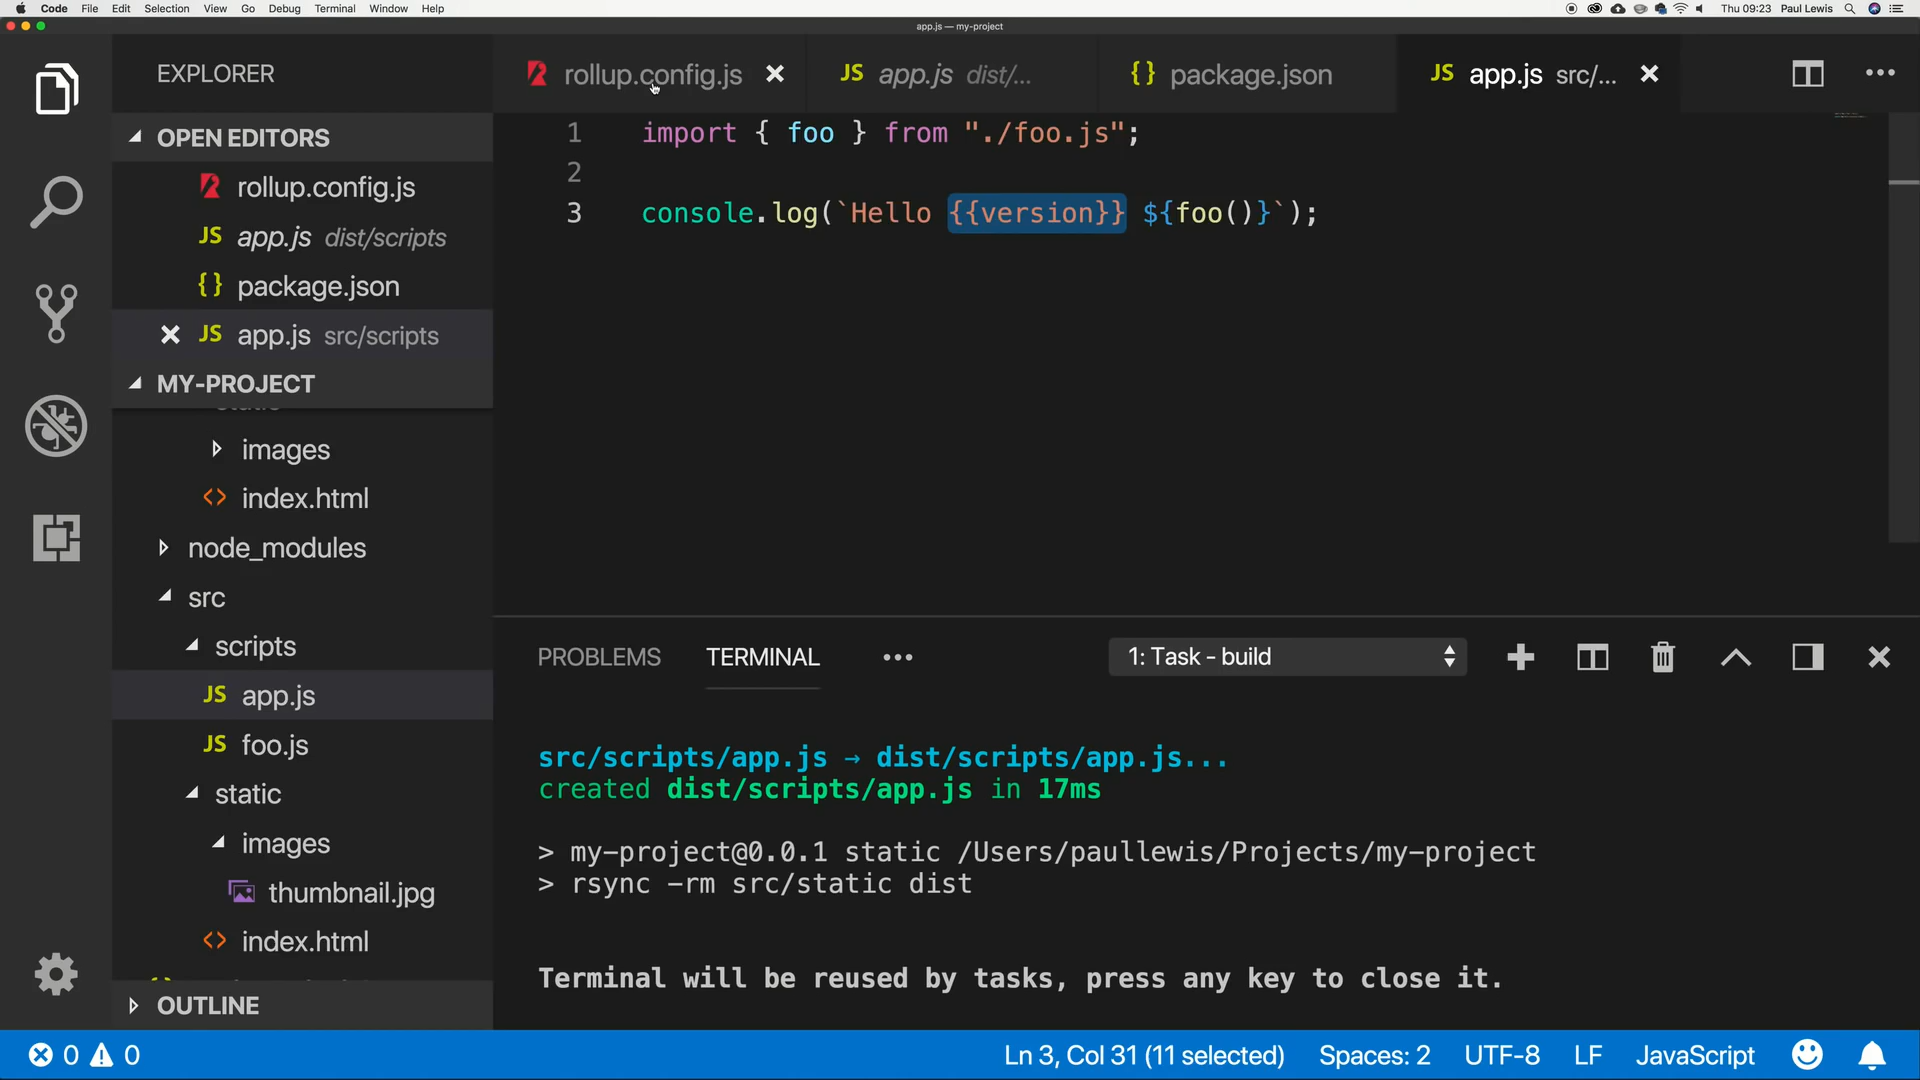 Code File Edit Selection View Go Debug Terminal Window Help Thu 09:23 Paul Lewis
app.js — my-project
EXPLORER
rollup.config.js
app.js dist/...
package.json
app.js src/...
OPEN EDITORS
rollup.config.js
JS app.js dist/scripts
{} package.json
JS app.js src/scripts
MY-PROJECT
static
images
<> index.html
node_modules
src
scripts
JS app.js
JS foo.js
static
images
thumbnail.jpg
<> index.html
OUTLINE
1 import { foo } from "./foo.js";
2
3 console.log(`Hello {{version}} ${foo()}`);
PROBLEMS TERMINAL ••• 1: Task - build
src/scripts/app.js → dist/scripts/app.js...
created dist/scripts/app.js in 17ms
> my-project@0.0.1 static /Users/paullewis/Projects/my-project
> rsync -rm src/static dist
Terminal will be reused by tasks, press any key to close it.
0 0 Ln 3, Col 31 (11 selected) Spaces: 2 UTF-8 LF JavaScript